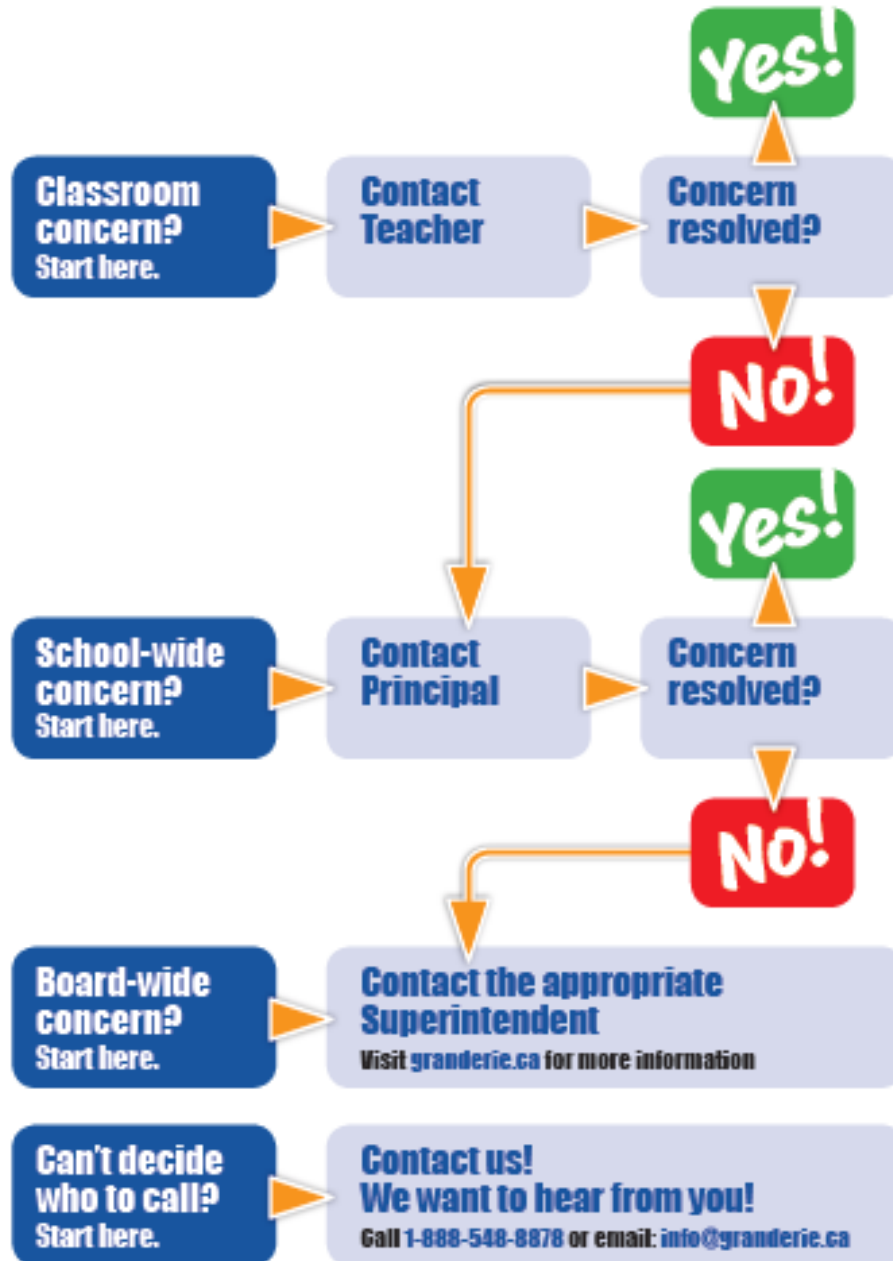 Yes!
Classroom
concern?
Start here.
Contact
Teacher
Concern
resolved?
No!
Yes!
School-wide
concern?
Start here.
Contact
Principal
Concern
resolved?
No!
Board-wide
concern?
Start here.
Contact the appropriate
Superintendent
Visit granderie.ca for more information
Can't decide
who to call?
Start here.
Contact us!
We want to hear from you!
Call 1-888-548-8878 or email: info@granderie.ca